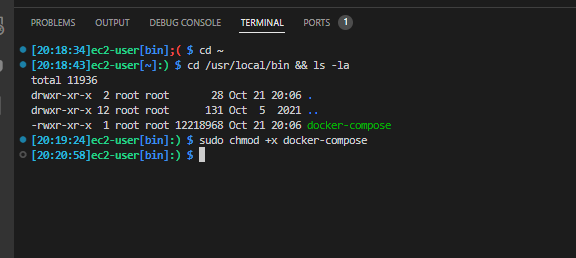 PROBLEMS OUTPUT DEBUG CONSOLE TERMINAL PORTS 1
[20:18:34]ec2-user[bin];( $ cd ~
[20:18:43]ec2-user[~]:) $ cd /usr/local/bin && ls -la
total 11936
drwxr-xr-x  2 root root       28 Oct 21 20:06 .
drwxr-xr-x 12 root root      131 Oct  5  2021 ..
-rwxr-xr-x  1 root root 12218968 Oct 21 20:06 docker-compose
[20:19:24]ec2-user[bin]:) $ sudo chmod +x docker-compose
[20:20:58]ec2-user[bin]:) $